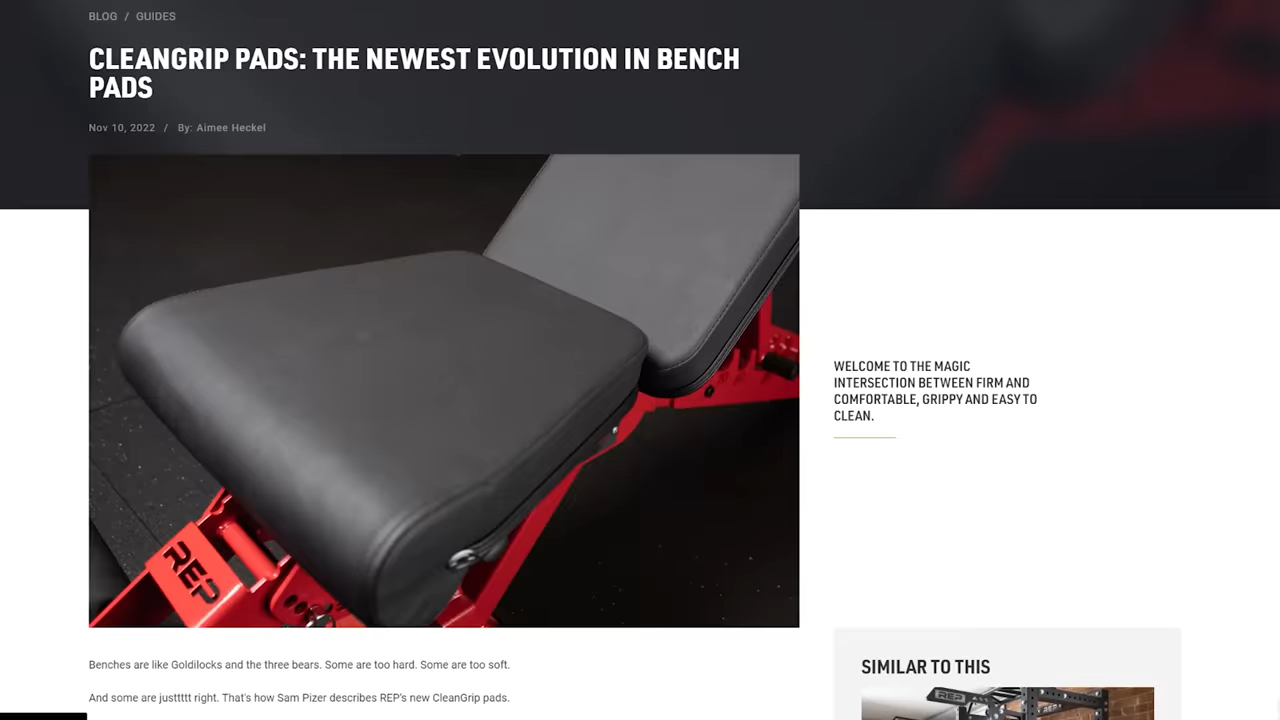 BLOG / GUIDES
CLEANGRIP PADS: THE NEWEST EVOLUTION IN BENCH
PADS
Nov 10, 2022 / By: Aimee Heckel
REP
WELCOME TO THE MAGIC
INTERSECTION BETWEEN FIRM AND
COMFORTABLE, GRIPPY AND EASY TO
CLEAN.
Benches are like Goldilocks and the three bears. Some are too hard. Some are too soft.
And some are justtttt right. That's how Sam Pizer describes REP's new CleanGrip pads.
SIMILAR TO THIS
REP
REP